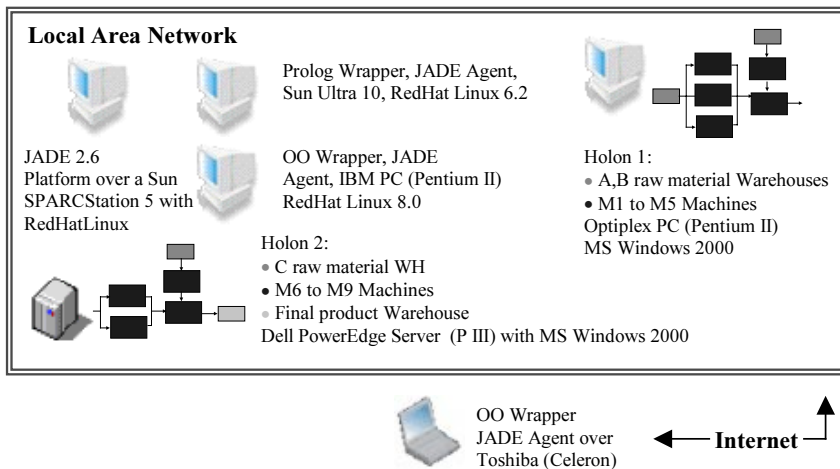 Local Area Network
Prolog Wrapper, JADE Agent,
Sun Ultra 10, RedHat Linux 6.2
JADE 2.6
Platform over a Sun
SPARCStation 5 with
RedHatLinux
OO Wrapper, JADE
Agent, IBM PC (Pentium II)
RedHat Linux 8.0
Holon 1:
● A,B raw material Warehouses
● M1 to M5 Machines
Optiplex PC (Pentium II)
MS Windows 2000
Holon 2:
● C raw material WH
● M6 to M9 Machines
● Final product Warehouse
Dell PowerEdge Server (P III) with MS Windows 2000
OO Wrapper
JADE Agent over
Toshiba (Celeron)
Internet